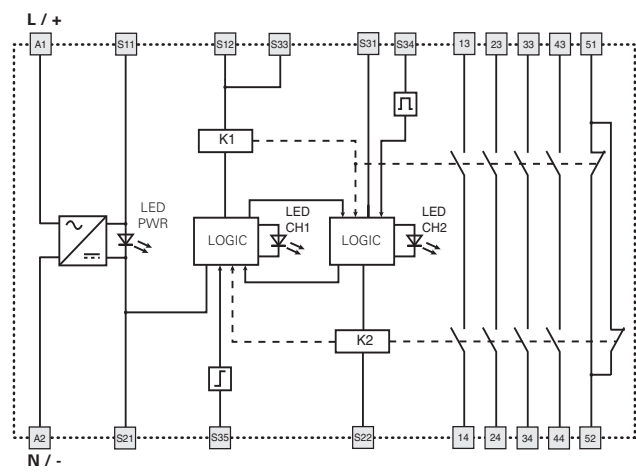 L / +
A1 S11 S12 S33 S31 S34 13 23 33 43 51
K1
LED
PWR
LOGIC
LED
CH1
LOGIC
LED
CH2
K2
A2 S21 S35 S22 14 24 34 44 52
N / -